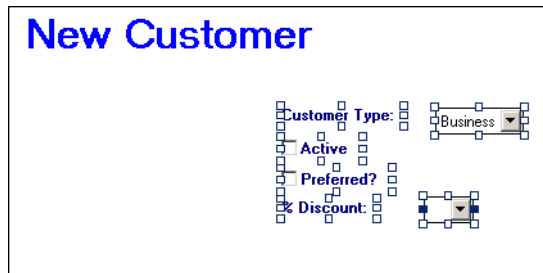 New Customer
Customer Type: Business
Active
Preferred?
% Discount: